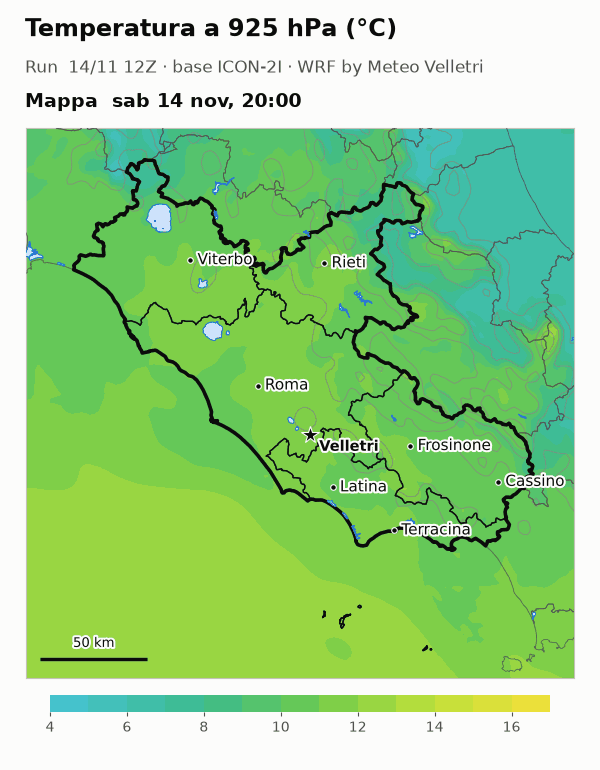 Temperatura a 925 hPa (°C)
Run  14/11 12Z · base ICON-2I · WRF by Meteo Velletri
Mappa  sab 14 nov, 20:00
Viterbo
Rieti
Roma
Velletri
Frosinone
Latina
Cassino
Terracina
50 km
4 6 8 10 12 14 16